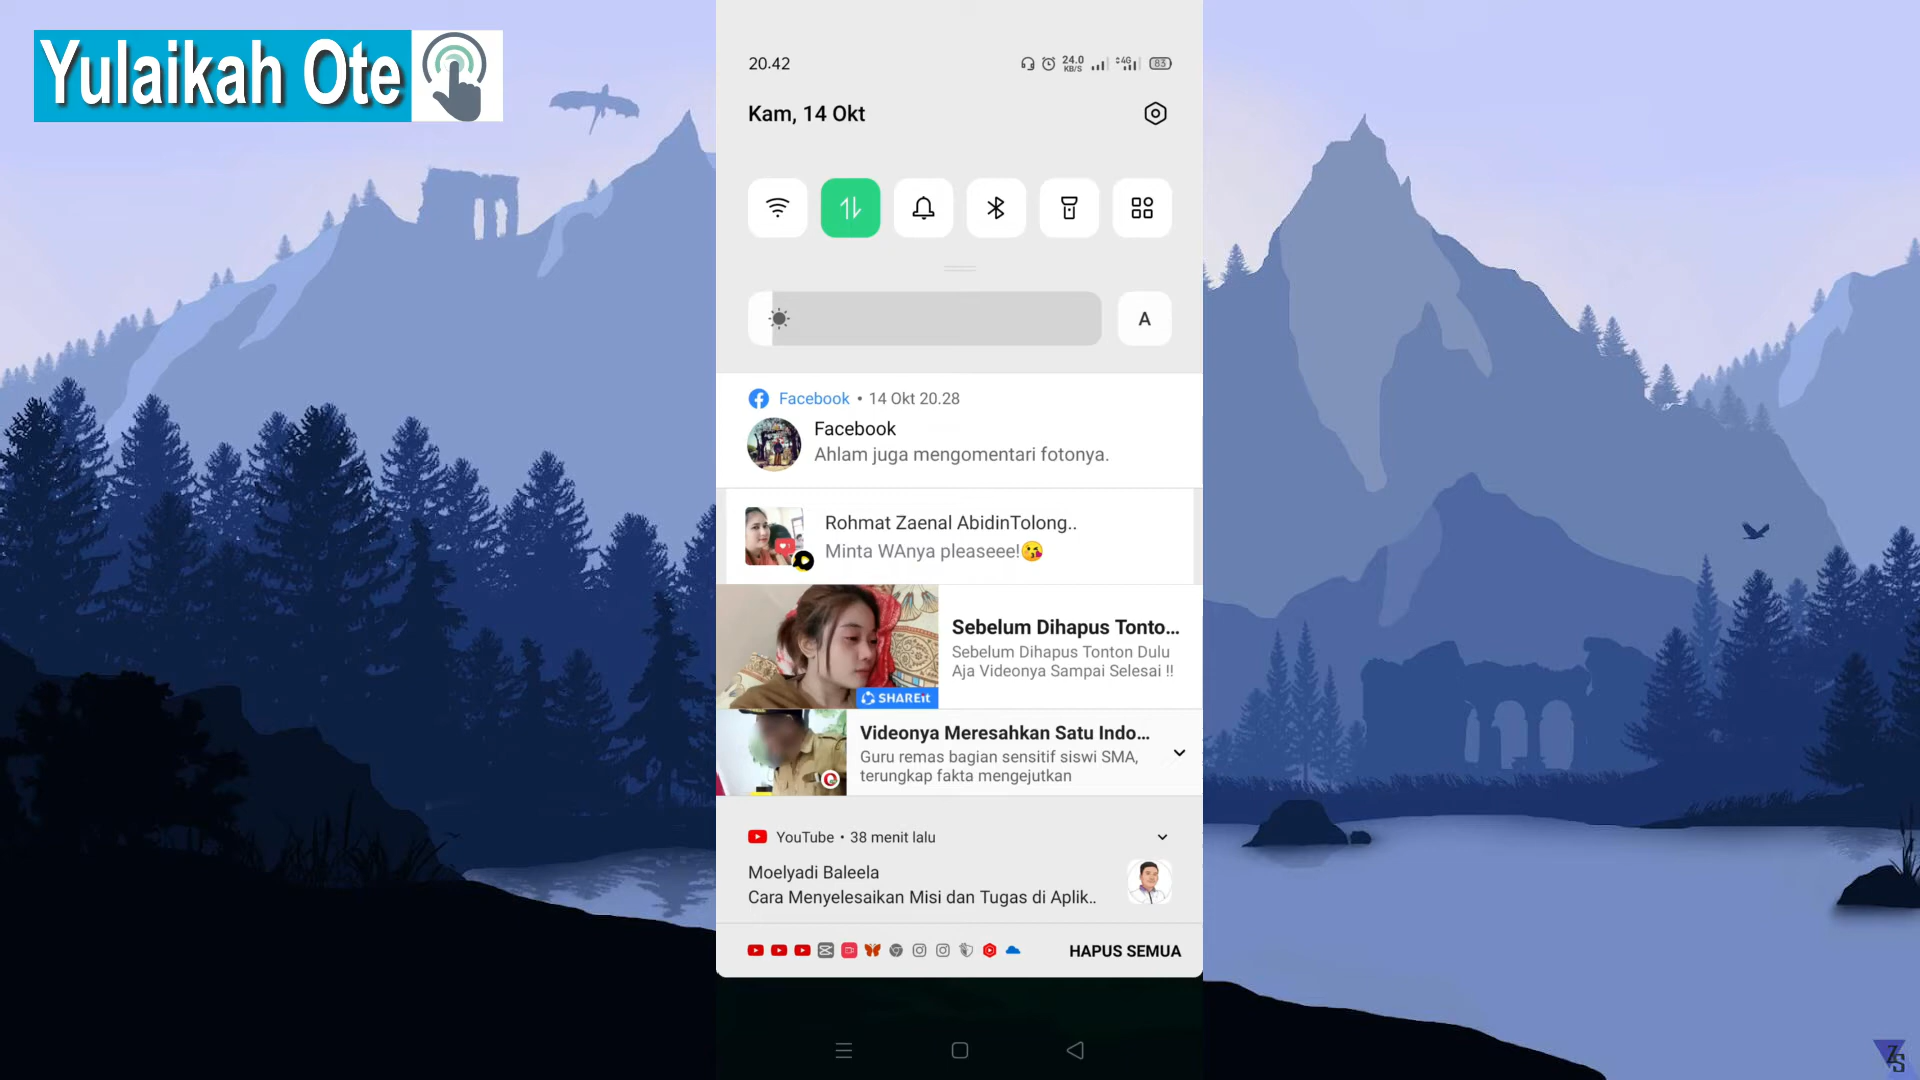 Yulaikah Ote
20.42
24.0
KB/S
4G
83
Kam, 14 Okt
A
Facebook • 14 Okt 20.28
Facebook
Ahlam juga mengomentari fotonya.
Rohmat Zaenal AbidinTolong..
Minta WAnya pleaseee!😘
Sebelum Dihapus Tonto...
Sebelum Dihapus Tonton Dulu
Aja Videonya Sampai Selesai !!
SHAREit
Videonya Meresahkan Satu Indo...
Guru remas bagian sensitif siswi SMA,
terungkap fakta mengejutkan
YouTube • 38 menit lalu
Moelyadi Baleela
Cara Menyelesaikan Misi dan Tugas di Aplik..
HAPUS SEMUA
ZS